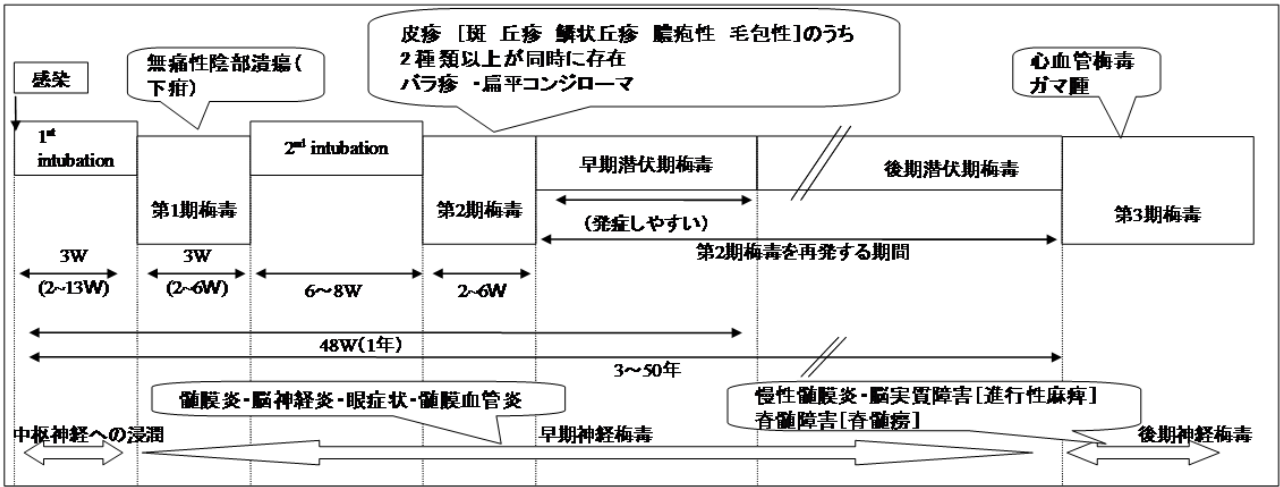 皮疹 [斑 丘疹 鱗状丘疹 膿疱性 毛包性]のうち
2種類以上が同時に存在
バラ疹 ・扁平コンジローマ
無痛性陰部潰瘍(
下疳)
心血管梅毒
ガマ腫
感染
1st
intubation
2nd intubation
早期潜伏期梅毒
後期潜伏期梅毒
第1期梅毒
第2期梅毒
第3期梅毒
(発症しやすい)
第2期梅毒を再発する期間
3W
(2~13W)
3W
(2~6W)
6〜8W
2~6W
48W(1年)
3〜50年
髄膜炎・脳神経炎・眼症状・髄膜血管炎
慢性髄膜炎・脳実質障害[進行性麻痺]
脊髄障害[脊髄癆]
中枢神経への浸潤
早期神経梅毒
後期神経梅毒